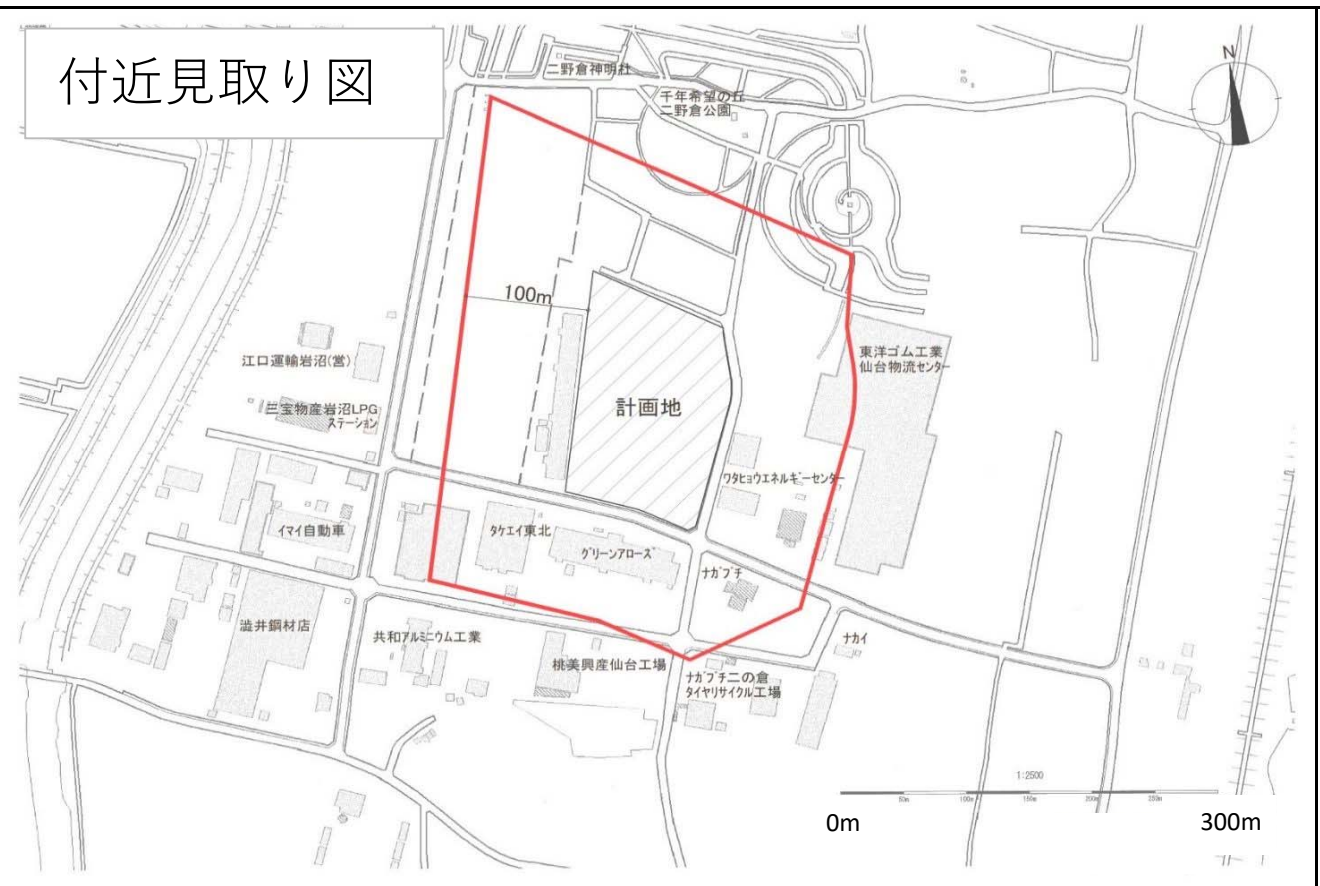 付近見取り図
N
二野倉神明社
千年希望の丘
二野倉公園
100m
江口運輸岩沼(営)
東洋ゴム工業
仙台物流センター
三宝物産岩沼LPG
ステーション
計画地
ワタヒョウエネルギーセンター
イマイ自動車
タケエイ東北
グリーンアローズ
ナガブチ
澁井鋼材店
共和アルミニウム工業
桃美興産仙台工場
ナカイ
ナガブチ二の倉
タイヤリサイクル工場
1:2500
50m 100m 150m 200m 250m
0m 300m